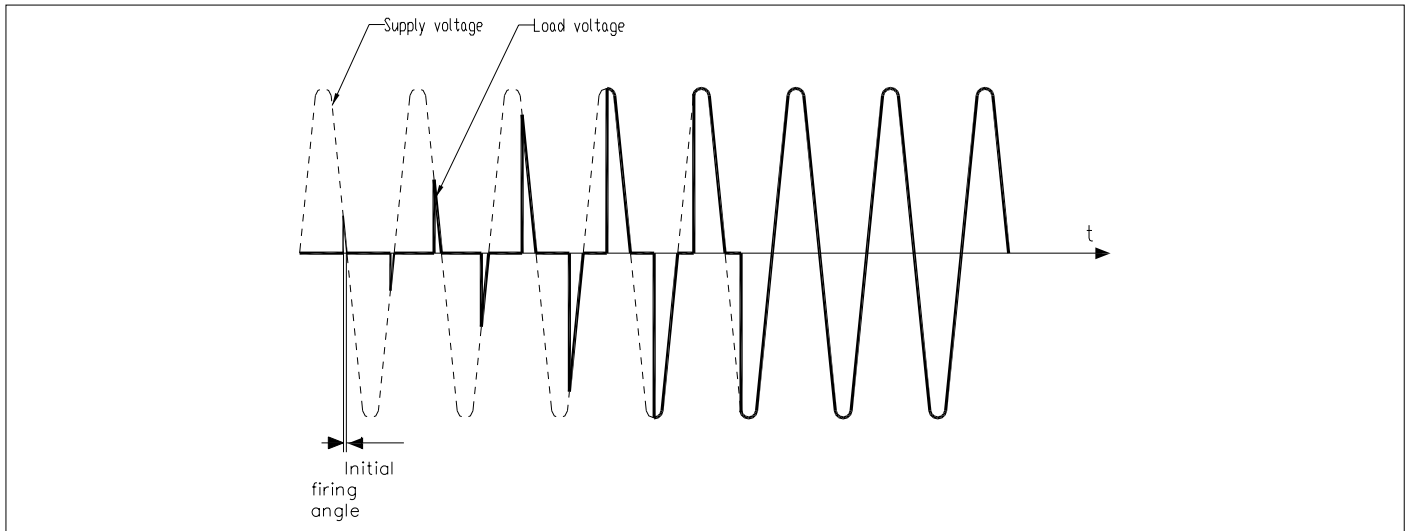 Supply voltage
Load voltage
t
Initial
firing
angle